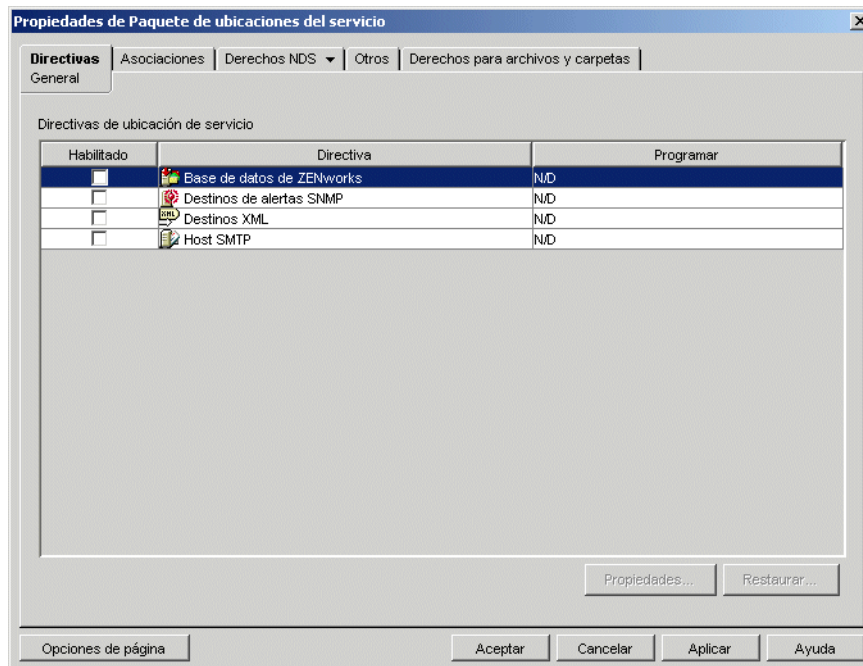 Propiedades de Paquete de ubicaciones del servicio
Directivas Asociaciones Derechos NDS Otros Derechos para archivos y carpetas
General
Directivas de ubicación de servicio
Habilitado Directiva Programar
Base de datos de ZENworks N/D
Destinos de alertas SNMP N/D
XML Destinos XML N/D
Host SMTP N/D
Propiedades... Restaurar...
Opciones de página Aceptar Cancelar Aplicar Ayuda